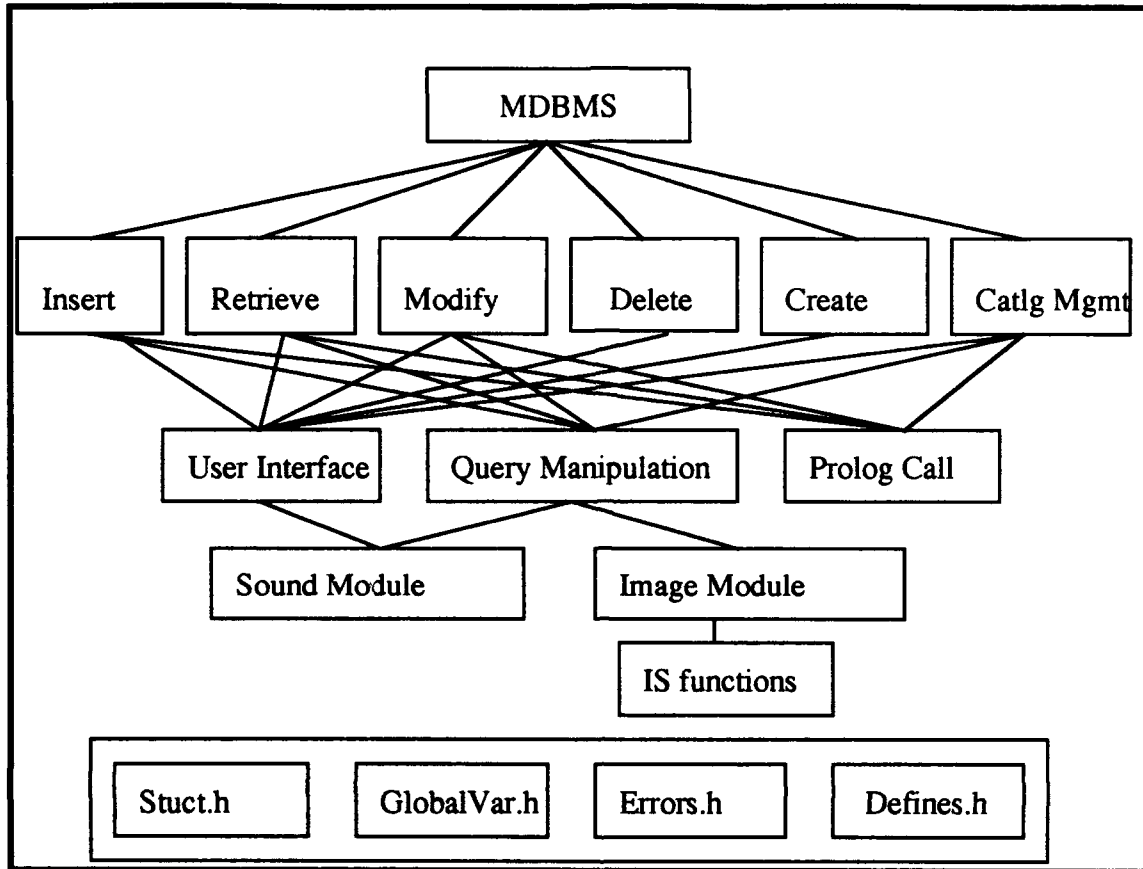 MDBMS
Insert
Retrieve
Modify
Delete
Create
Catlg Mgmt
User Interface
Query Manipulation
Prolog Call
Sound Module
Image Module
IS functions
Stuct.h
GlobalVar.h
Errors.h
Defines.h